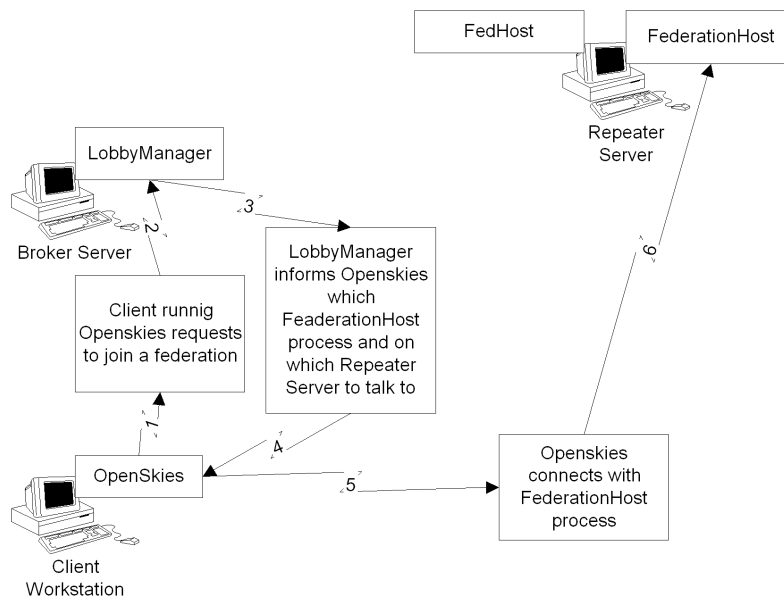 FedHost
FederationHost
Repeater
Server
LobbyManager
Broker Server
2
3
Client runnig
Openskies requests
to join a federation
LobbyManager
informs Openskies
which
FeaderationHost
process and on
which Repeater
Server to talk to
6
1
4
OpenSkies
5
Openskies
connects with
FederationHost
process
Client
Workstation